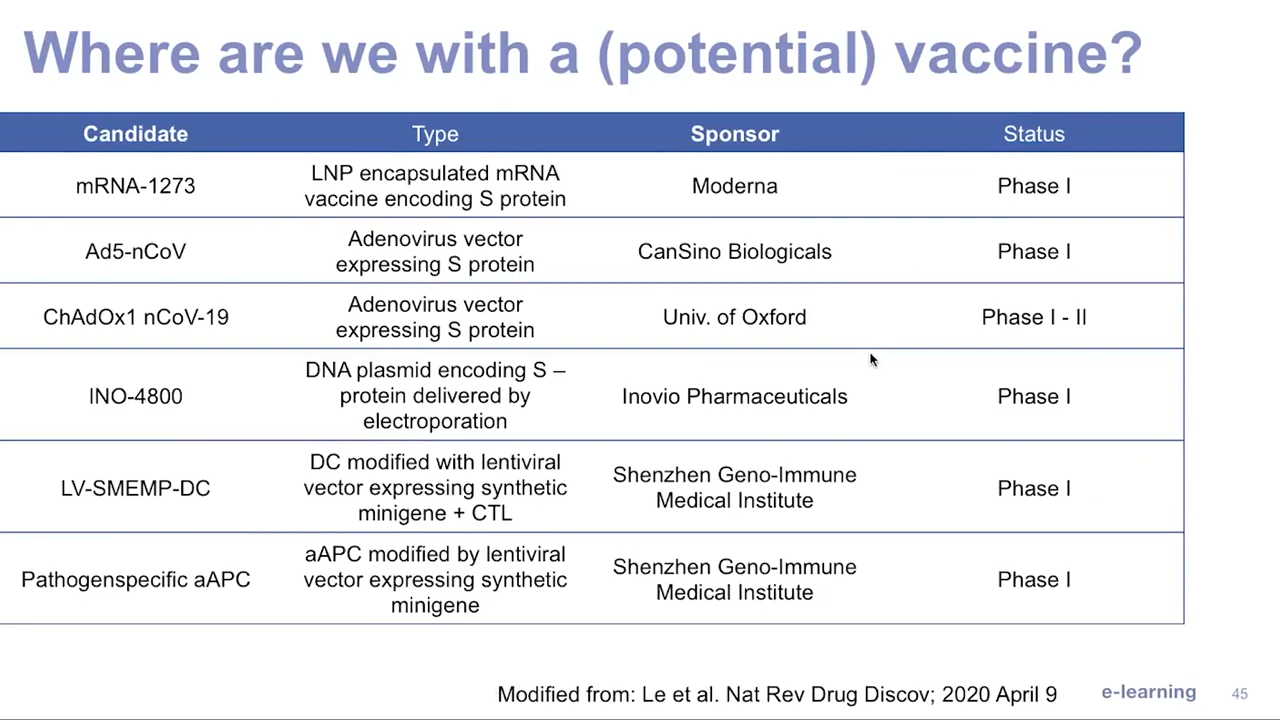 Where are we with a (potential) vaccine?
Candidate Type Sponsor Status
mRNA-1273
LNP encapsulated mRNA
vaccine encoding S protein
Moderna
Phase I
Ad5-nCoV
Adenovirus vector
expressing S protein
CanSino Biologicals
Phase I
ChAdOx1 nCoV-19
Adenovirus vector
expressing S protein
Univ. of Oxford
Phase I - II
INO-4800
DNA plasmid encoding S –
protein delivered by
electroporation
Inovio Pharmaceuticals
Phase I
LV-SMEMP-DC
DC modified with lentiviral
vector expressing synthetic
minigene + CTL
Shenzhen Geno-Immune
Medical Institute
Phase I
Pathogenspecific aAPC
aAPC modified by lentiviral
vector expressing synthetic
minigene
Shenzhen Geno-Immune
Medical Institute
Phase I
Modified from: Le et al. Nat Rev Drug Discov; 2020 April 9
e-learning 45